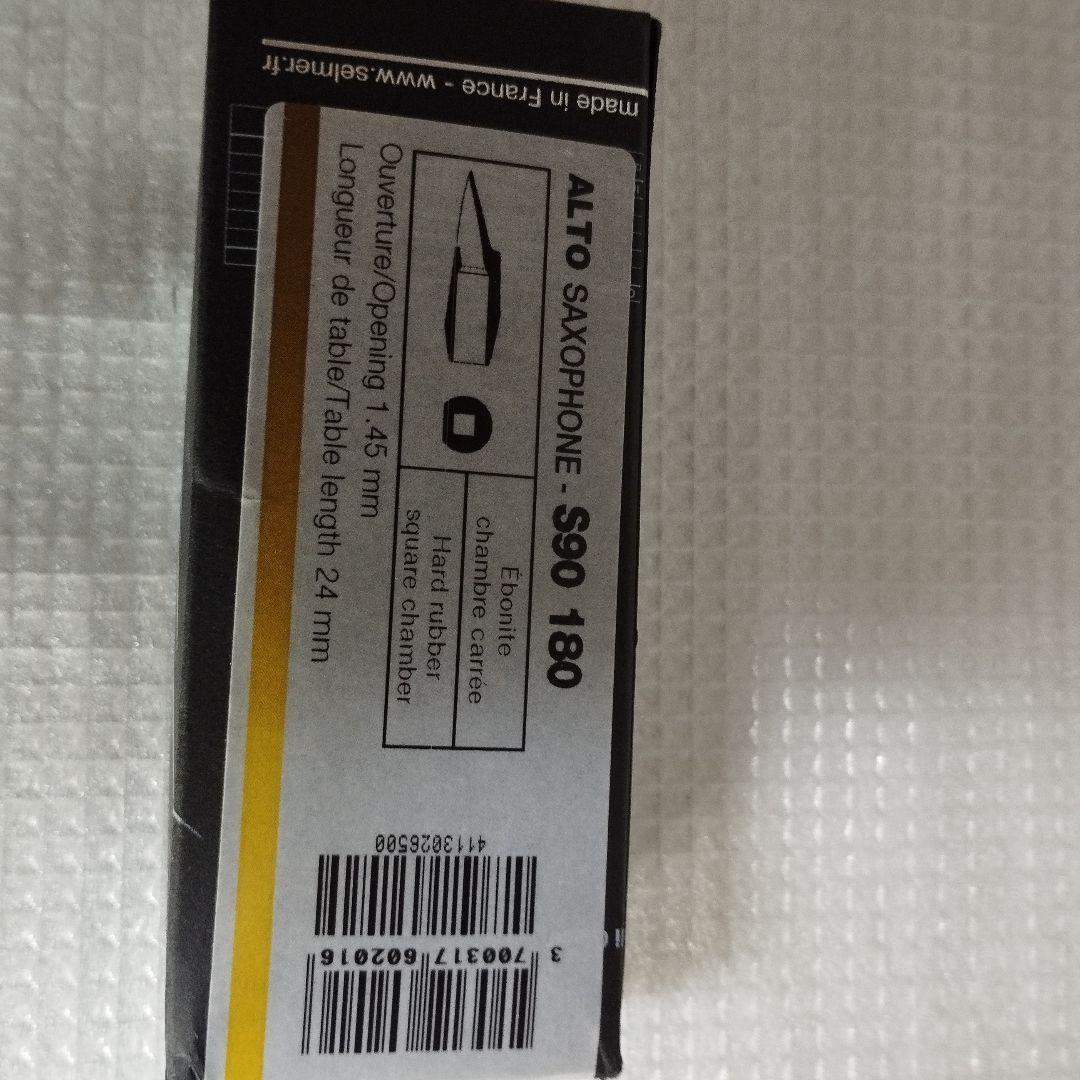 made in France - www.selmer.fr
ALTO SAXOPHONE - S90 180
Ébonite
chambre carrée
Hard rubber
square chamber
Ouverture/Opening 1.45 mm
Longueur de table/Table length 24 mm
4113026500
3 700317 602016